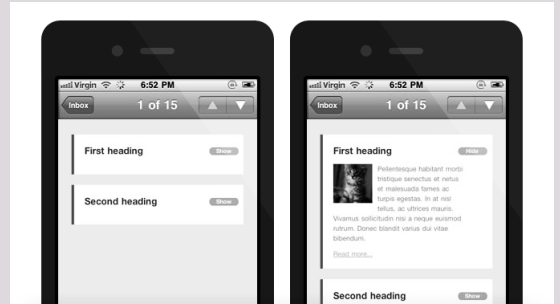 Virgin 6:52 PM
Inbox 1 of 15
First heading Show
Second heading Show
Virgin 6:52 PM
Inbox 1 of 15
First heading Hide
Pellentesque habitant morbi
tristique senectus et netus
et malesuada fames ac
turpis egestas. In at nisl
tellus, ac ultrices mauris.
Vivamus sollicitudin nisi a neque euismod
rutrum. Donec blandit varius dui vitae
bibendum.
Read more...
Second heading Show